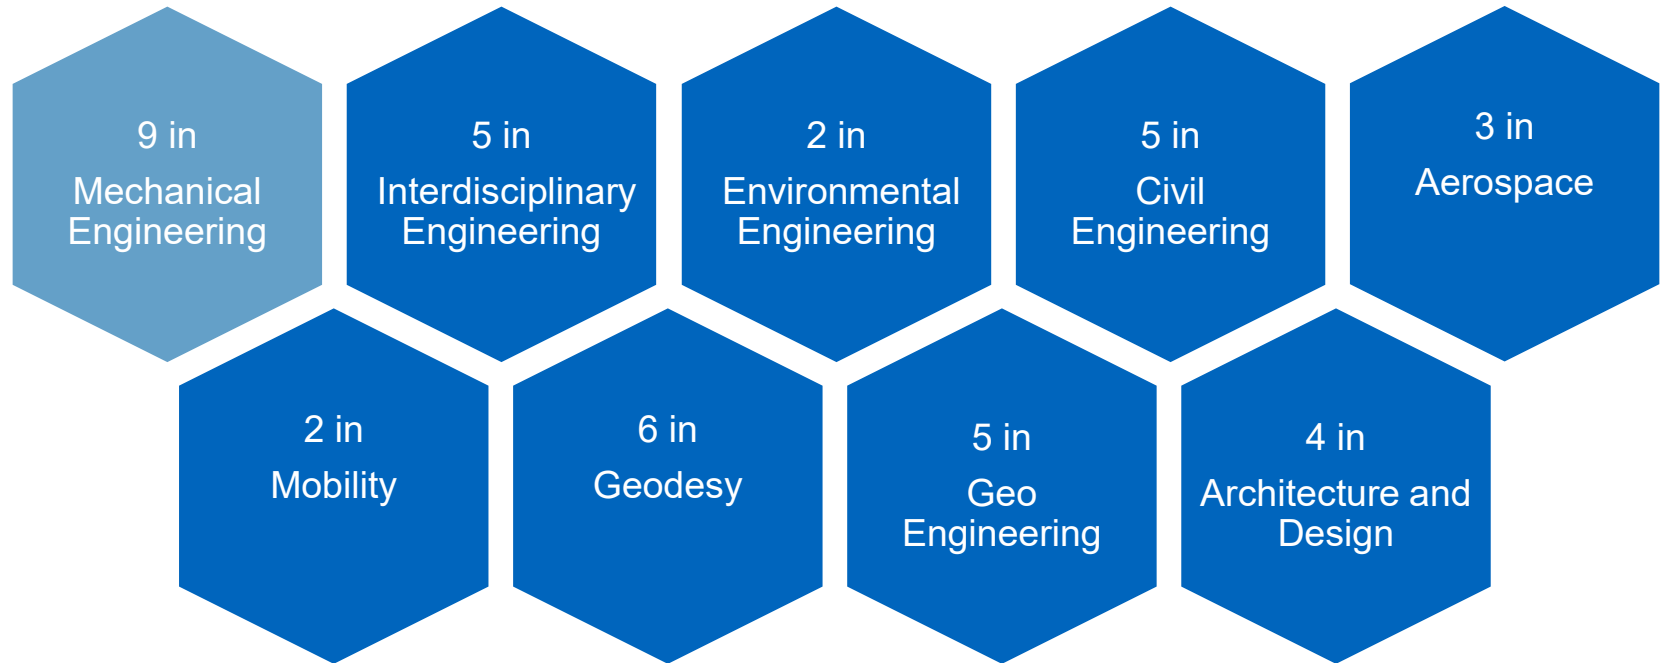 9 in
Mechanical
Engineering
5 in
Interdisciplinary
Engineering
2 in
Environmental
Engineering
5 in
Civil
Engineering
3 in
Aerospace
2 in
Mobility
6 in
Geodesy
5 in
Geo
Engineering
4 in
Architecture and
Design